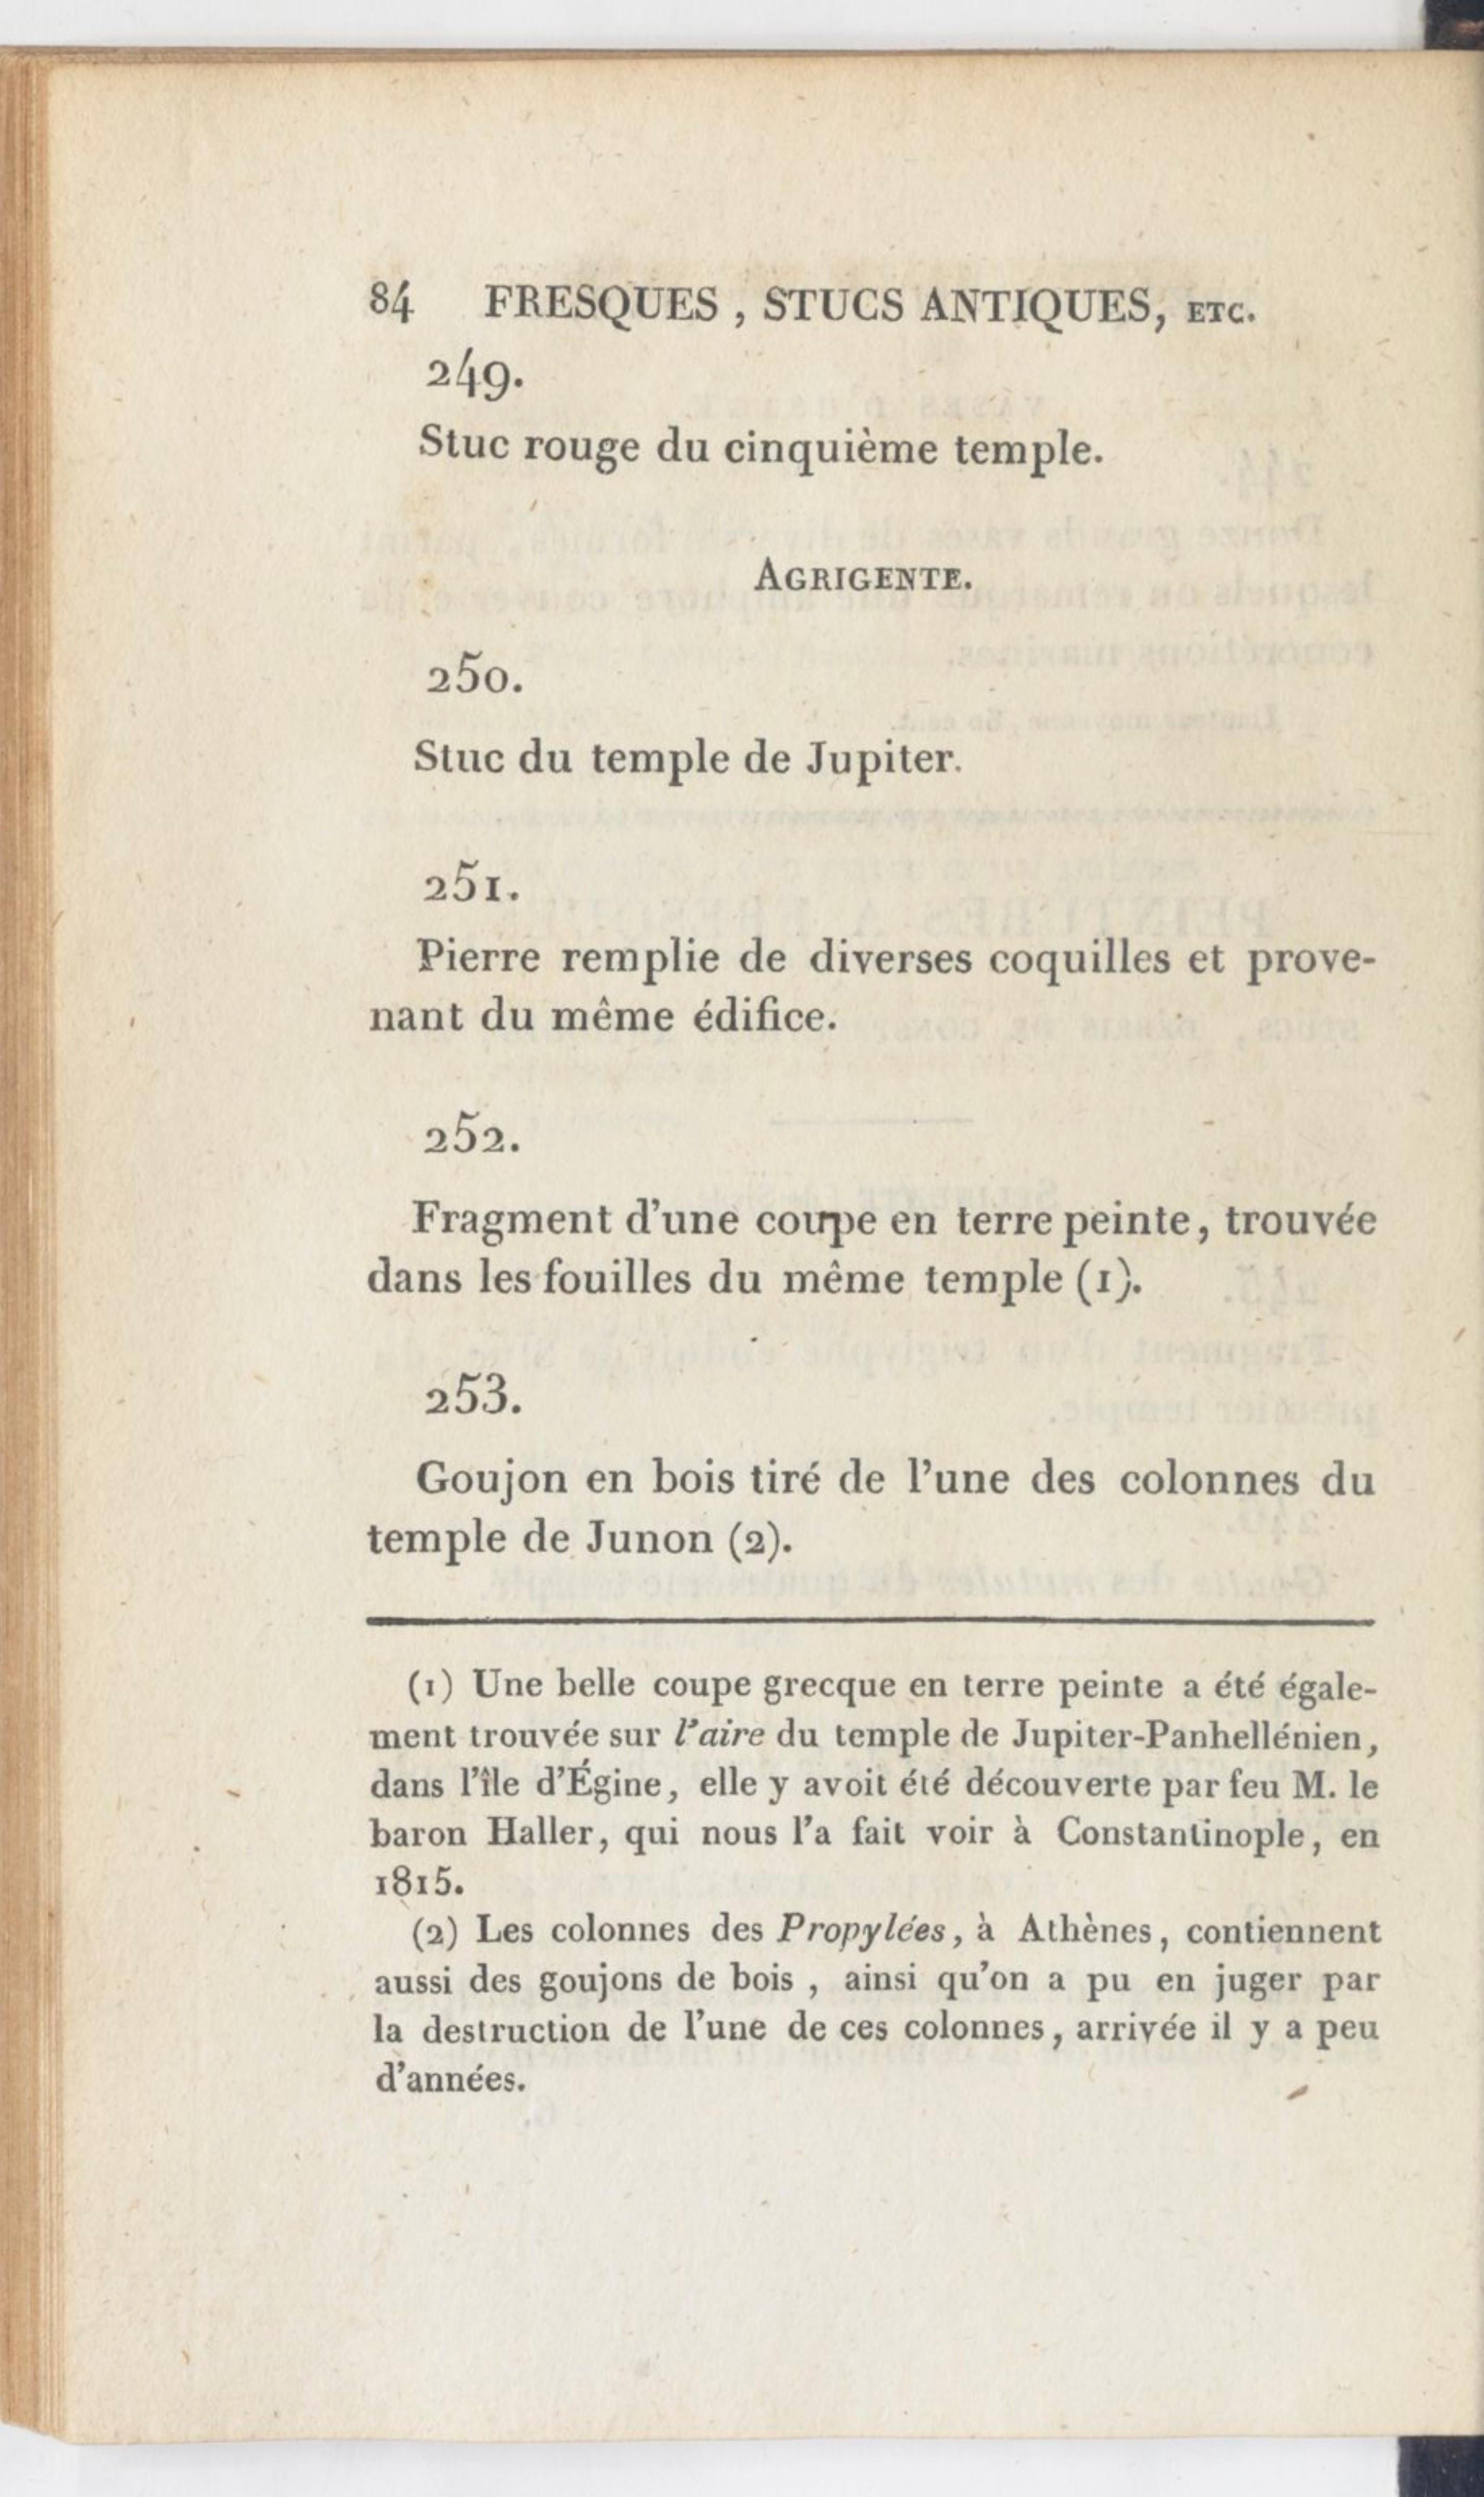 84 FRESQUES , STUCS ANTIQUES, ETC.
249.
Stuc rouge du cinquième temple.
AGRIGENTE.
250.
Stuc du temple de Jupiter.
251.
Pierre remplie de diverses coquilles et prove-
nant du même édifice.
252.
Fragment d'une coupe en terre peinte, trouvée
dans les fouilles du même temple (1).
253.
Goujon en bois tiré de l'une des colonnes du
temple de Junon (2).
(1) Une belle coupe grecque en terre peinte a été égale-
ment trouvée sur l'aire du temple de Jupiter-Panhellénien,
dans l'île d'Égine, elle y avoit été découverte par feu M. le
baron Haller, qui nous l'a fait voir à Constantinople, en
1815.
(2) Les colonnes des Propylées, à Athènes, contiennent
aussi des goujons de bois , ainsi qu'on a pu en juger par
la destruction de l'une de ces colonnes, arrivée il y a peu
d'années.